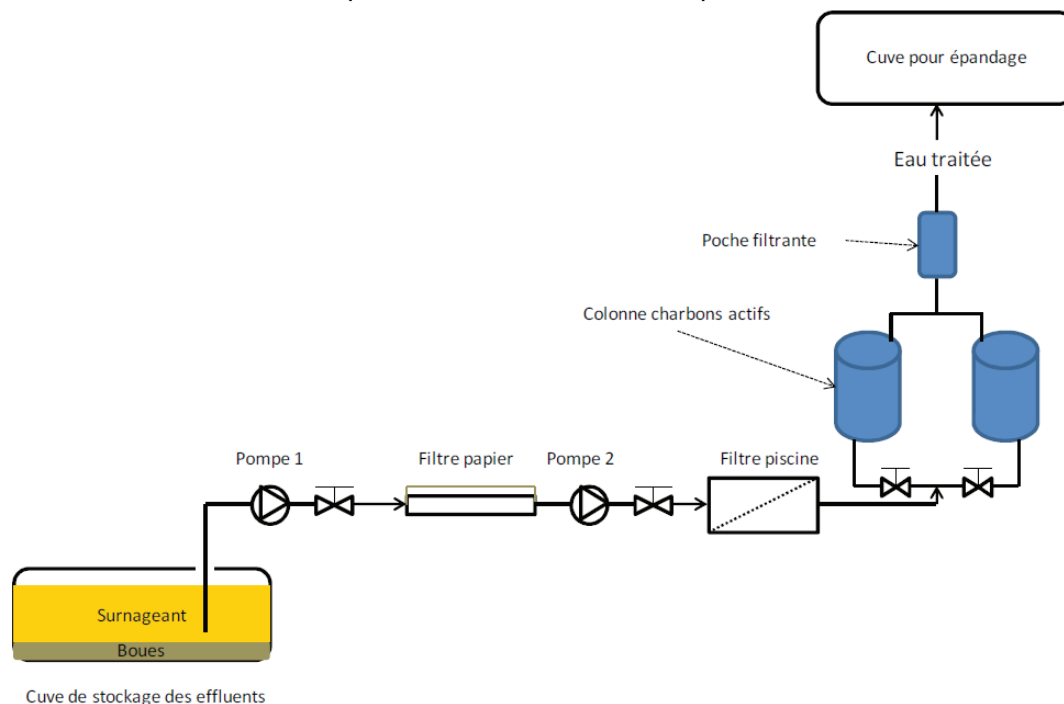 Cuve pour épandage
Eau traitée
Poche filtrante
Colonne charbons actifs
Pompe 1
Filtre papier
Pompe 2
Filtre piscine
Surnageant
Boues
Cuve de stockage des effluents